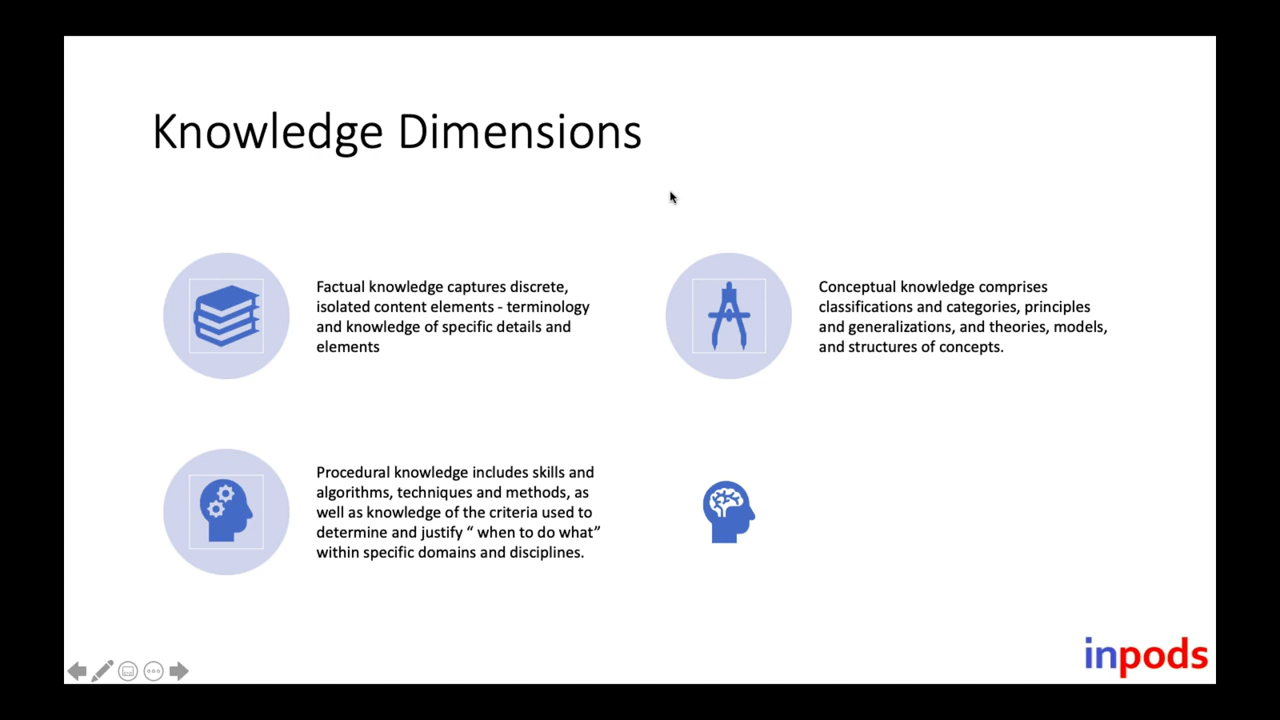 Knowledge Dimensions
Factual knowledge captures discrete,
isolated content elements - terminology
and knowledge of specific details and
elements
Conceptual knowledge comprises
classifications and categories, principles
and generalizations, and theories, models,
and structures of concepts.
Procedural knowledge includes skills and
algorithms, techniques and methods, as
well as knowledge of the criteria used to
determine and justify “ when to do what”
within specific domains and disciplines.
inpods